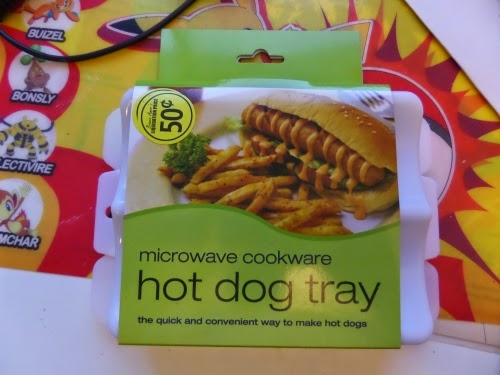 BUIZEL
BONSLY
LECTIVIRE
MCHAR
50¢
microwave cookware
hot dog tray
the quick and convenient way to make hot dogs